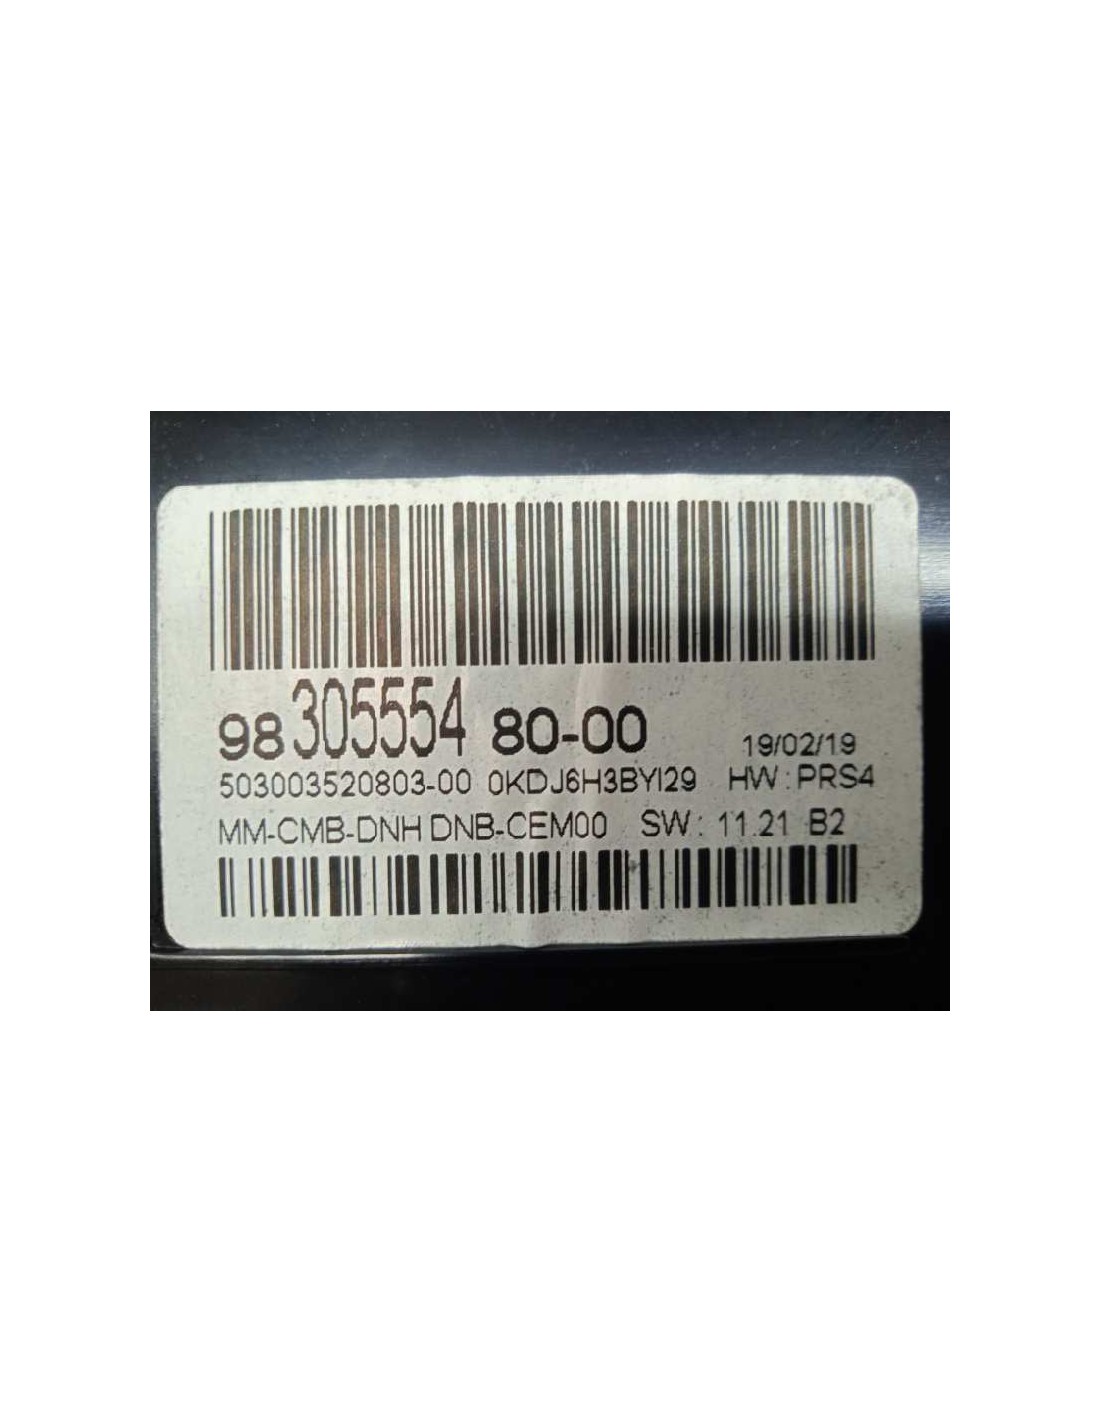 98 305554 80-00 19/02/19
503003520803-00 0KDJ6H3BYI29 HW:PRS4
MM-CMB-DNH DNB-CEM00 SW: 11.21 B2